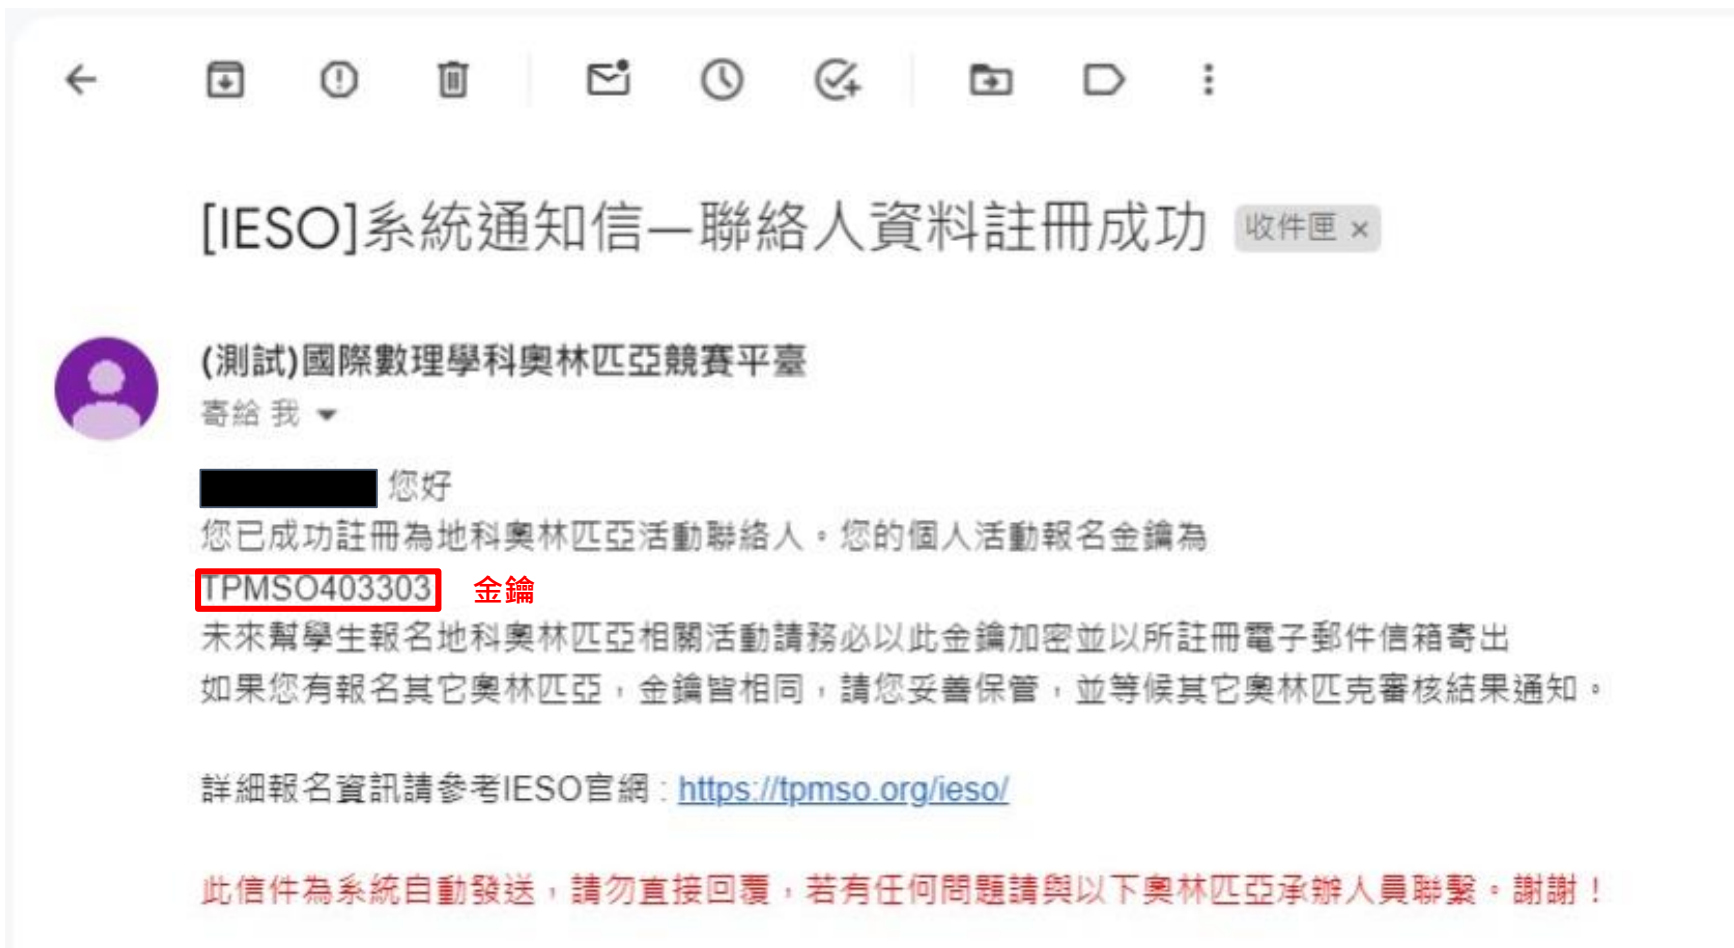 [IESO]系統通知信—聯絡人資料註冊成功 收件匣 ×
(測試)國際數理學科奧林匹亞競賽平臺
寄給 我
您好
您已成功註冊為地科奧林匹亞活動聯絡人。您的個人活動報名金鑰為
TPMSO403303 金鑰
未來幫學生報名地科奧林匹亞相關活動請務必以此金鑰加密並以所註冊電子郵件信箱寄出
如果您有報名其它奧林匹亞，金鑰皆相同，請您妥善保管，並等候其它奧林匹克審核結果通知。
詳細報名資訊請參考IESO官網 : https://tpmso.org/ieso/
此信件為系統自動發送，請勿直接回覆，若有任何問題請與以下奧林匹亞承辦人員聯繫。謝謝！